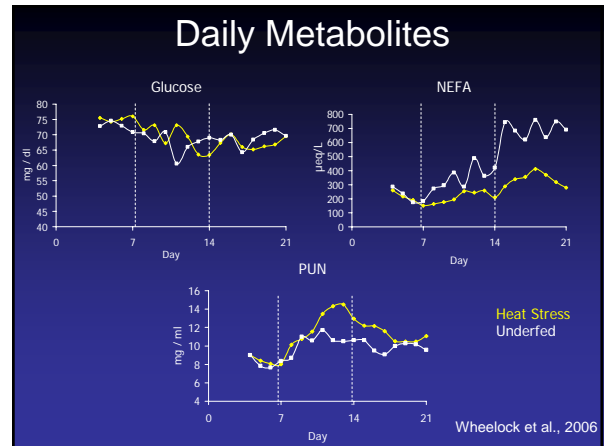 Daily Metabolites
Glucose
80
75
70
65
60
55
50
45
40
mg / dl
0
7
14
21
Day
NEFA
800
700
600
500
400
300
200
100
0
µeq/L
0
7
14
21
Day
PUN
16
14
12
10
8
6
4
mg / ml
0
7
14
21
Day
Heat Stress
Underfed
Wheelock et al., 2006